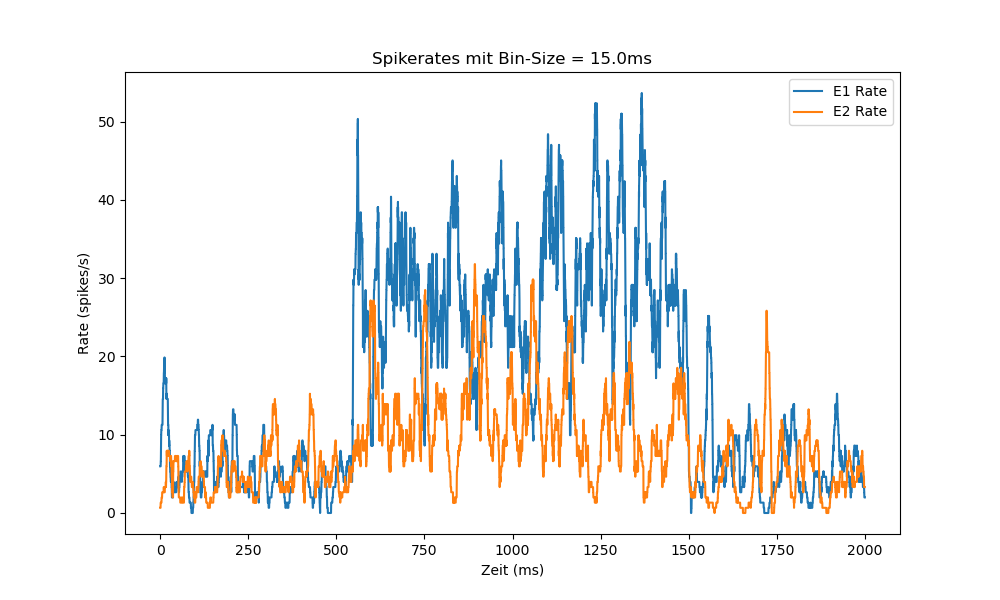 Spikerates mit Bin-Size = 15.0ms
E1 Rate
E2 Rate
50
40
30
20
10
0
Rate (spikes/s)
0 250 500 750 1000 1250 1500 1750 2000
Zeit (ms)